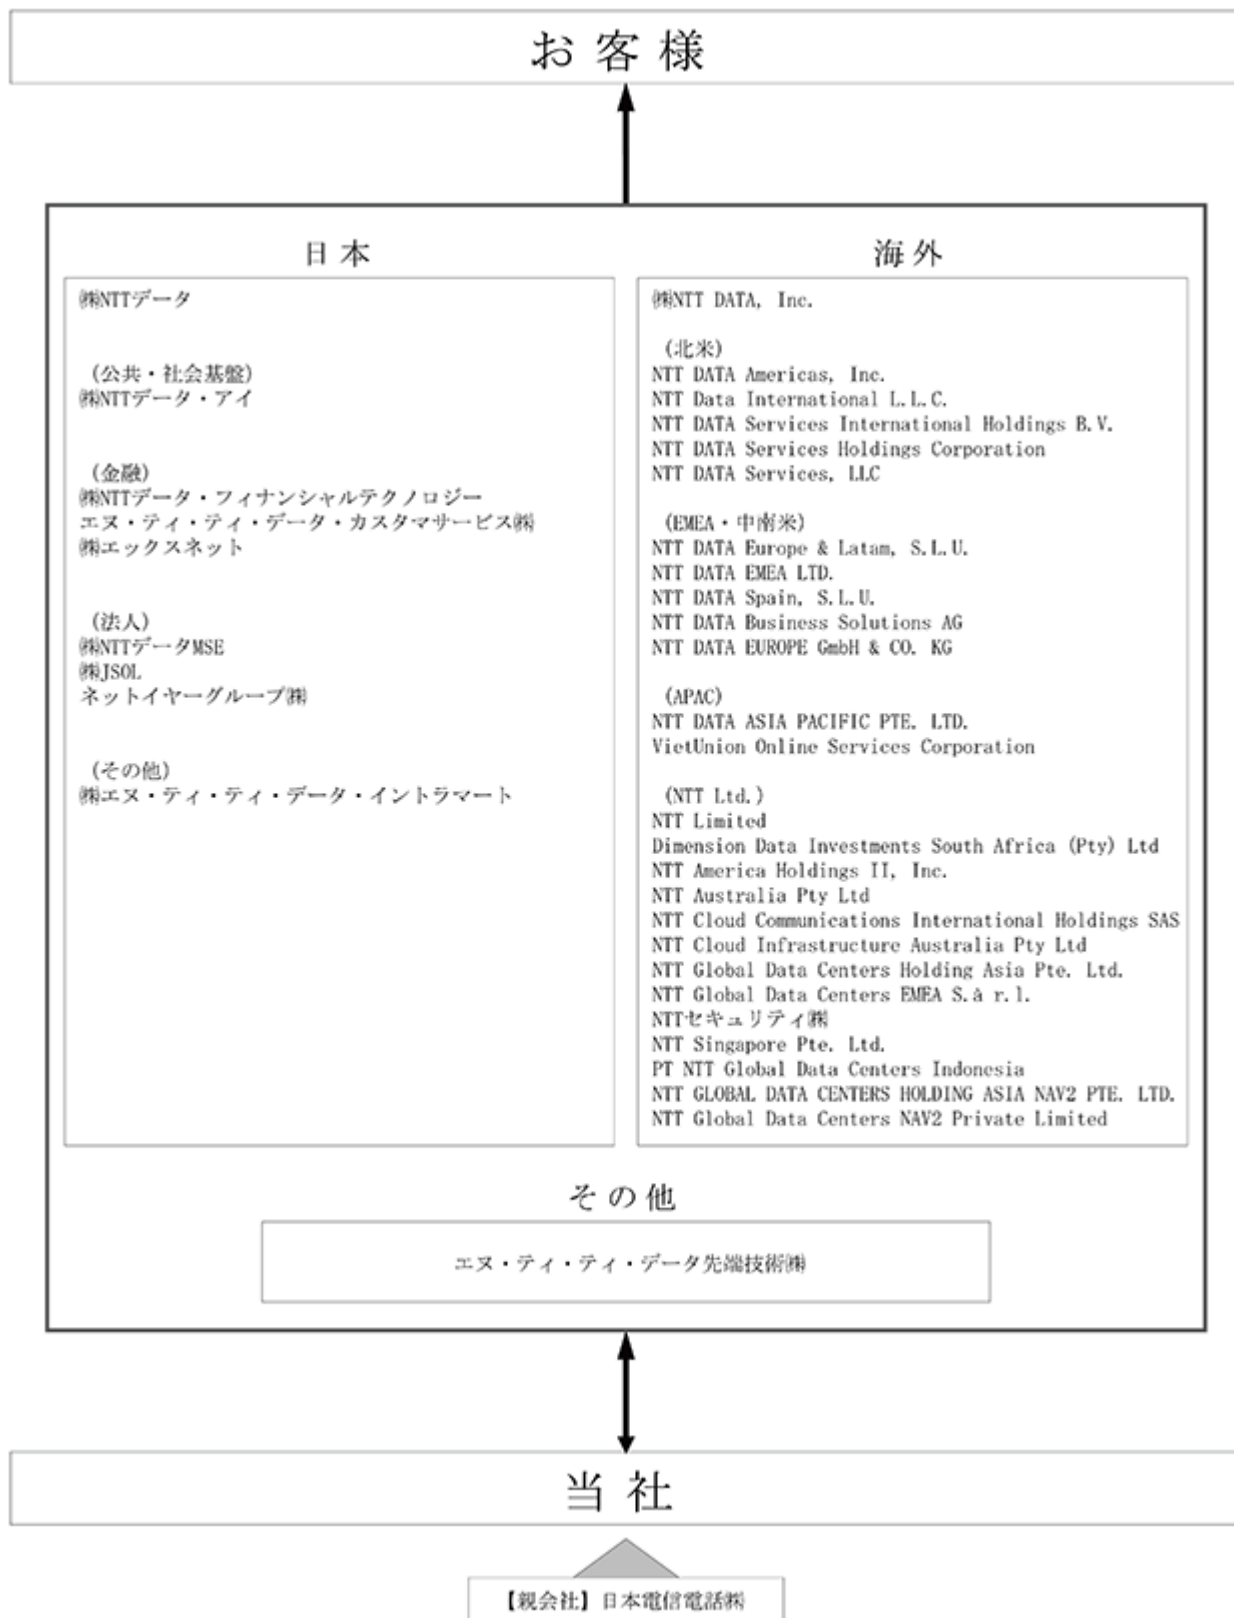 お客様
日本
㈱NTTデータ
(公共・社会基盤)
㈱NTTデータ・アイ
(金融)
㈱NTTデータ・フィナンシャルテクノロジー
エヌ・ティ・ティ・データ・カスタマサービス㈱
㈱エックスネット
(法人)
㈱NTTデータMSE
㈱JSOL
ネットイヤーグループ㈱
(その他)
㈱エヌ・ティ・ティ・データ・イントラマート
海外
㈱NTT DATA, Inc.
(北米)
NTT DATA Americas, Inc.
NTT Data International L.L.C.
NTT DATA Services International Holdings B.V.
NTT DATA Services Holdings Corporation
NTT DATA Services, LLC
(EMEA・中南米)
NTT DATA Europe & Latam, S.L.U.
NTT DATA EMEA LTD.
NTT DATA Spain, S.L.U.
NTT DATA Business Solutions AG
NTT DATA EUROPE GmbH & CO. KG
(APAC)
NTT DATA ASIA PACIFIC PTE. LTD.
VietUnion Online Services Corporation
(NTT Ltd.)
NTT Limited
Dimension Data Investments South Africa (Pty) Ltd
NTT America Holdings II, Inc.
NTT Australia Pty Ltd
NTT Cloud Communications International Holdings SAS
NTT Cloud Infrastructure Australia Pty Ltd
NTT Global Data Centers Holding Asia Pte. Ltd.
NTT Global Data Centers EMEA S.à r.l.
NTTセキュリティ㈱
NTT Singapore Pte. Ltd.
PT NTT Global Data Centers Indonesia
NTT GLOBAL DATA CENTERS HOLDING ASIA NAV2 PTE. LTD.
NTT Global Data Centers NAV2 Private Limited
その他
エヌ・ティ・ティ・データ先端技術㈱
当社
【親会社】日本電信電話㈱